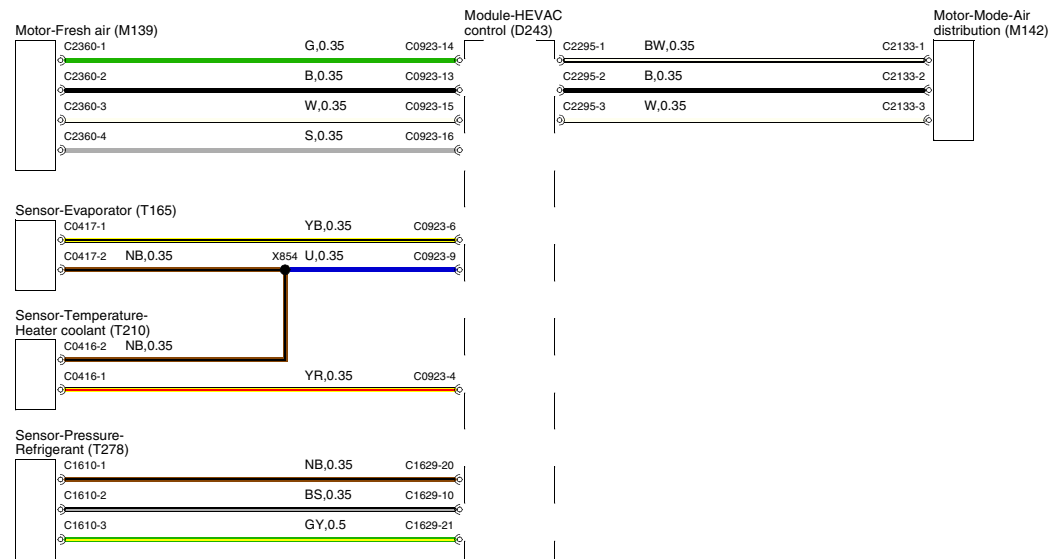 Module-HEVAC
control (D243)
Motor-Mode-Air
distribution (M142)
Motor-Fresh air (M139)
C2360-1 G,0.35 C0923-14 C2295-1 BW,0.35 C2133-1
C2360-2 B,0.35 C0923-13 C2295-2 B,0.35 C2133-2
C2360-3 W,0.35 C0923-15 C2295-3 W,0.35 C2133-3
C2360-4 S,0.35 C0923-16
Sensor-Evaporator (T165)
C0417-1 YB,0.35 C0923-6
C0417-2 NB,0.35 X854 U,0.35 C0923-9
Sensor-Temperature-
Heater coolant (T210)
C0416-2 NB,0.35
C0416-1 YR,0.35 C0923-4
Sensor-Pressure-
Refrigerant (T278)
C1610-1 NB,0.35 C1629-20
C1610-2 BS,0.35 C1629-10
C1610-3 GY,0.5 C1629-21